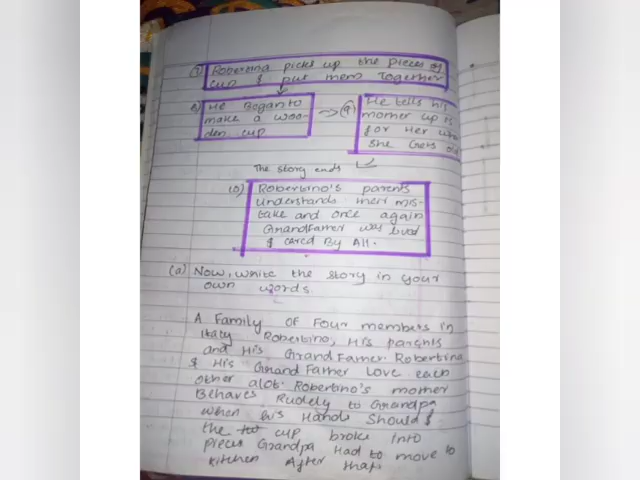 Robertino picks up the pieces of
cup & put them together
8) He Began to
make a woo-
den cup
9) He tells his
mother cup is
for Her when
she Gets old
The story ends
10) Robertino's parents
understands their mis-
take and once again
Grandfather was loved
& cared By All.
(a) Now, write the story in your
own words.
A Family of Four members in
Italy Robertino, His parents
and His Grand Father. Robertino
& His Grand Father Love each
other alot. Robertino's mother
Behaves Rudely to Grandpa
when his Hands Should &
the cup broke into
pieces Grandpa Had to move to
kitchen After that